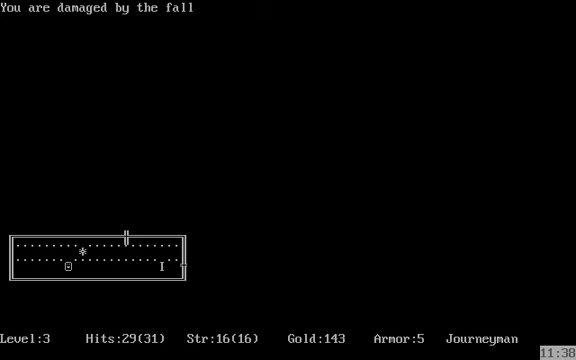 You are damaged by the fall
Level:3 Hits:29(31) Str:16(16) Gold:143 Armor:5 Journeyman
11:38